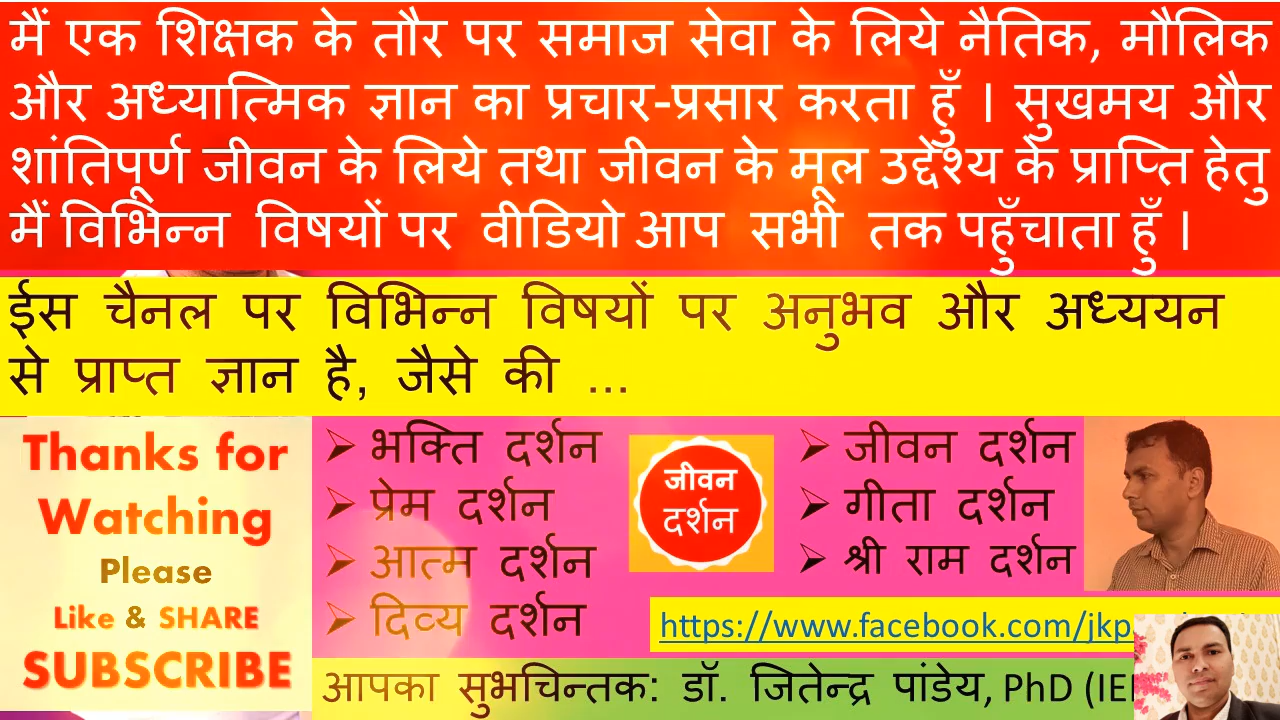 मैं एक शिक्षक के तौर पर समाज सेवा के लिये नैतिक, मौलिक
और अध्यात्मिक ज्ञान का प्रचार-प्रसार करता हुँ । सुखमय और
शांतिपूर्ण जीवन के लिये तथा जीवन के मूल उद्देश्य के प्राप्ति हेतु
मैं विभिन्न विषयों पर वीडियो आप सभी तक पहुँचाता हुँ ।
ईस चैनल पर विभिन्न विषयों पर अनुभव और अध्ययन
से प्राप्त ज्ञान है, जैसे की ...
Thanks for
Watching
Please
Like & SHARE
SUBSCRIBE
➢ भक्ति दर्शन
➢ प्रेम दर्शन
➢ आत्म दर्शन
➢ दिव्य दर्शन
जीवन
दर्शन
➢ जीवन दर्शन
➢ गीता दर्शन
➢ श्री राम दर्शन
https://www.facebook.com/jkp
आपका सुभचिन्तक: डॉ. जितेन्द्र पांडेय, PhD (IE